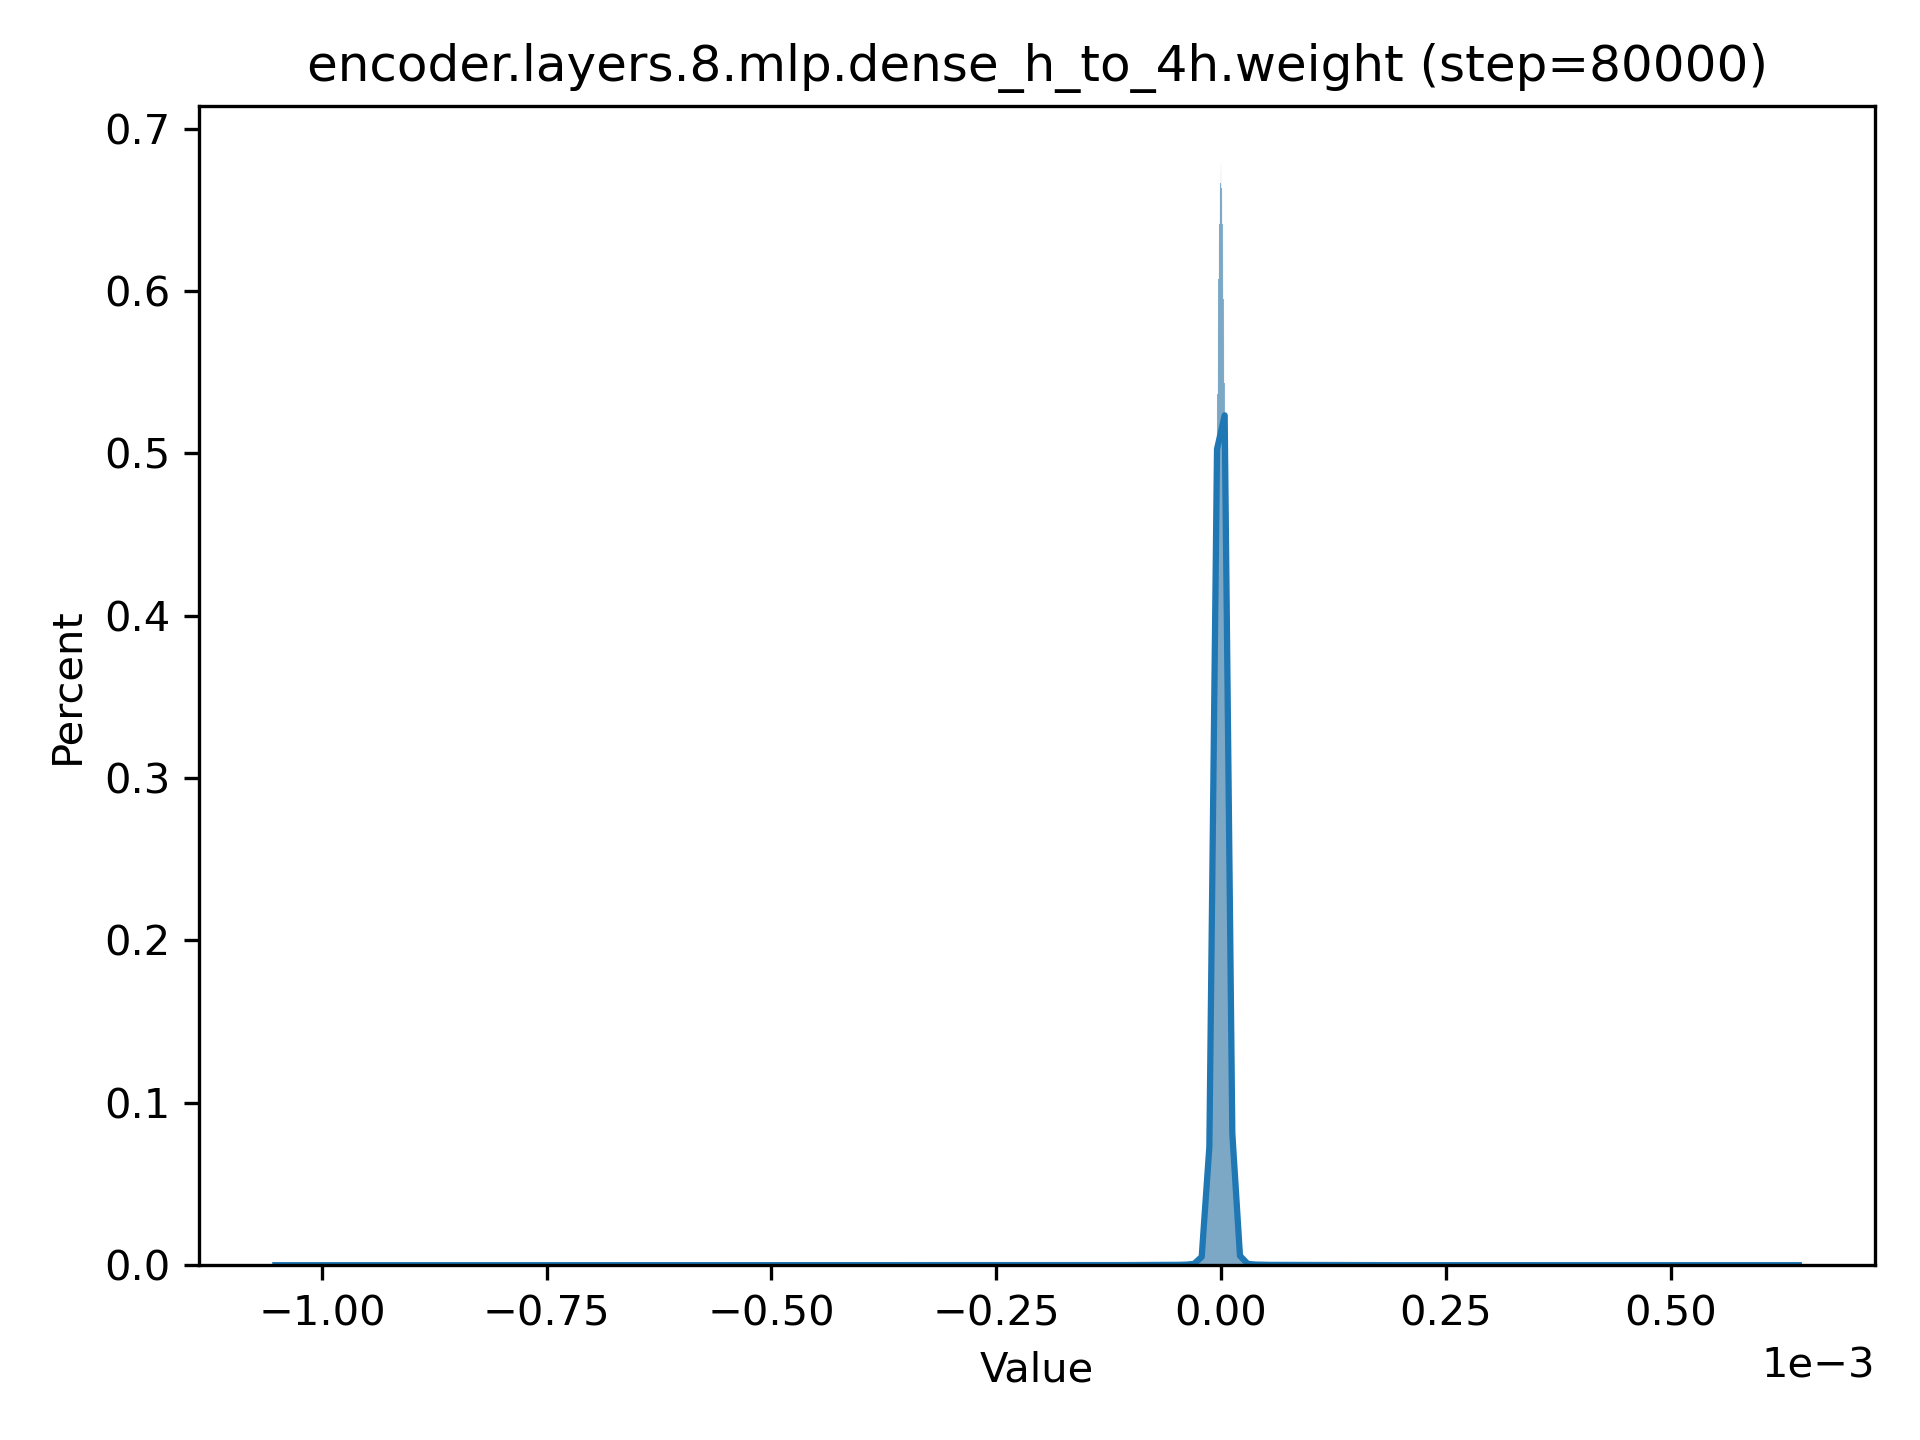 encoder.layers.8.mlp.dense_h_to_4h.weight (step=80000)
0.7
0.6
0.5
0.4
0.3
0.2
0.1
0.0
Percent
−1.00 −0.75 −0.50 −0.25 0.00 0.25 0.50
Value
1e−3